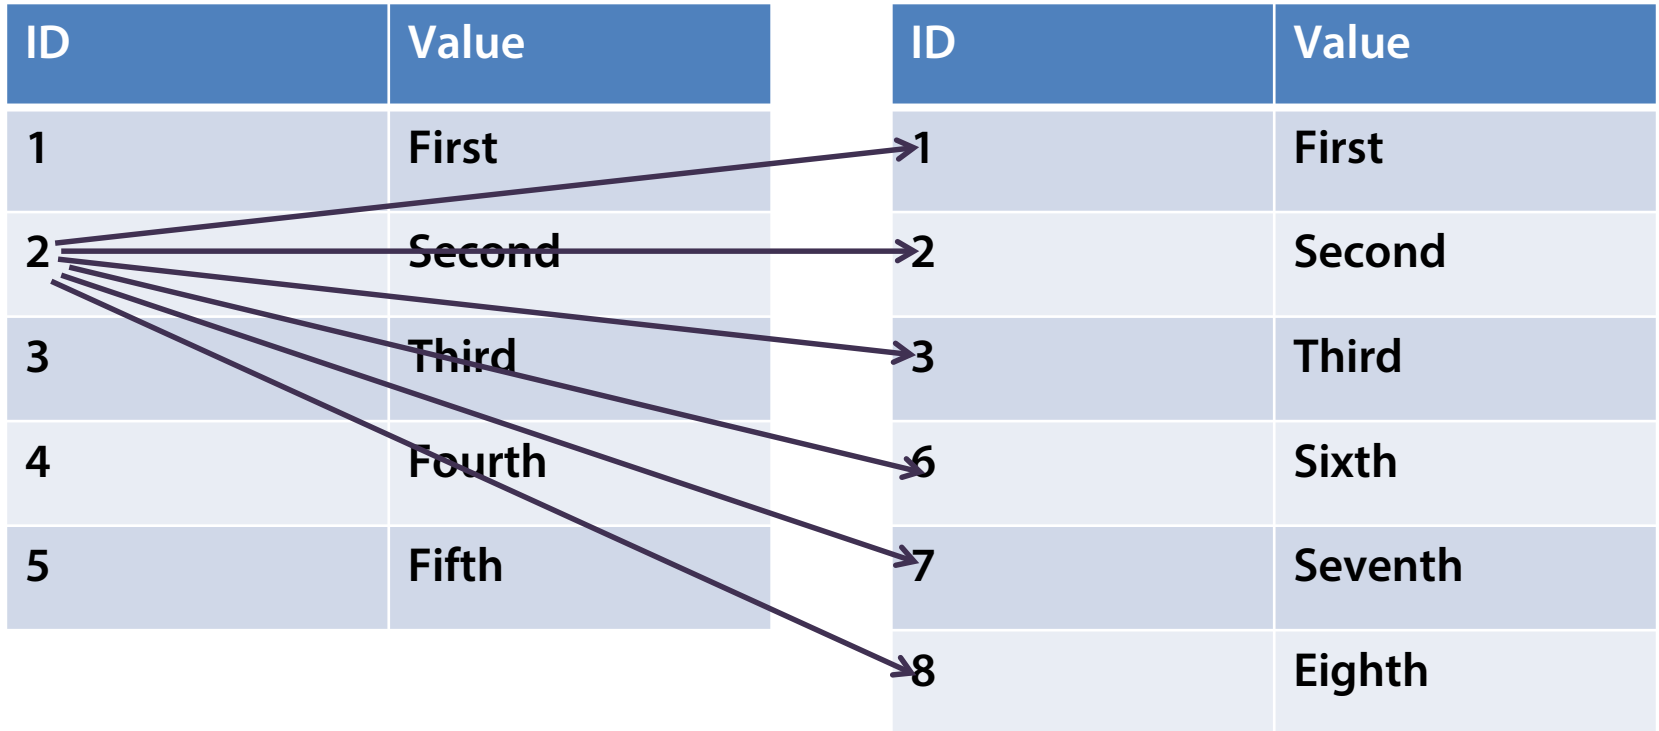 ID Value
1 First
2 Second
3 Third
4 Fourth
5 Fifth
ID Value
1 First
2 Second
3 Third
6 Sixth
7 Seventh
8 Eighth